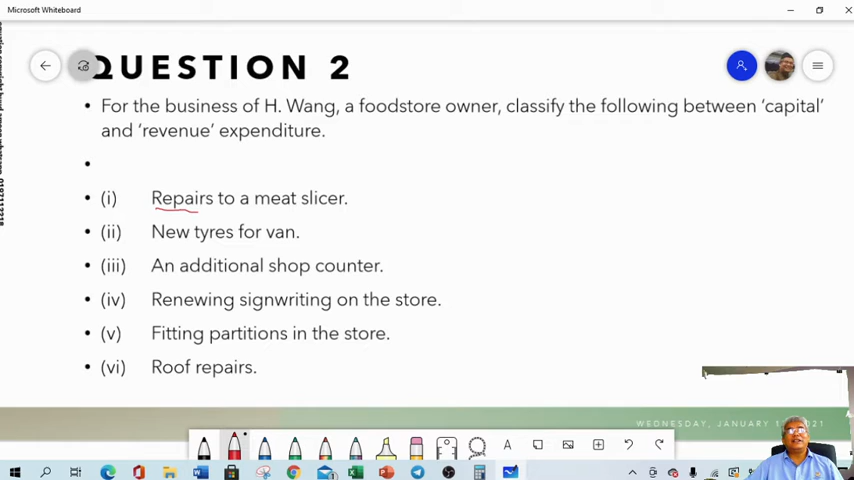 Microsoft Whiteboard
QUESTION 2
• For the business of H. Wang, a foodstore owner, classify the following between ‘capital’
and ‘revenue’ expenditure.
•
• (i) Repairs to a meat slicer.
• (ii) New tyres for van.
• (iii) An additional shop counter.
• (iv) Renewing signwriting on the store.
• (v) Fitting partitions in the store.
• (vi) Roof repairs.
WEDNESDAY, JANUARY 1 2021
A